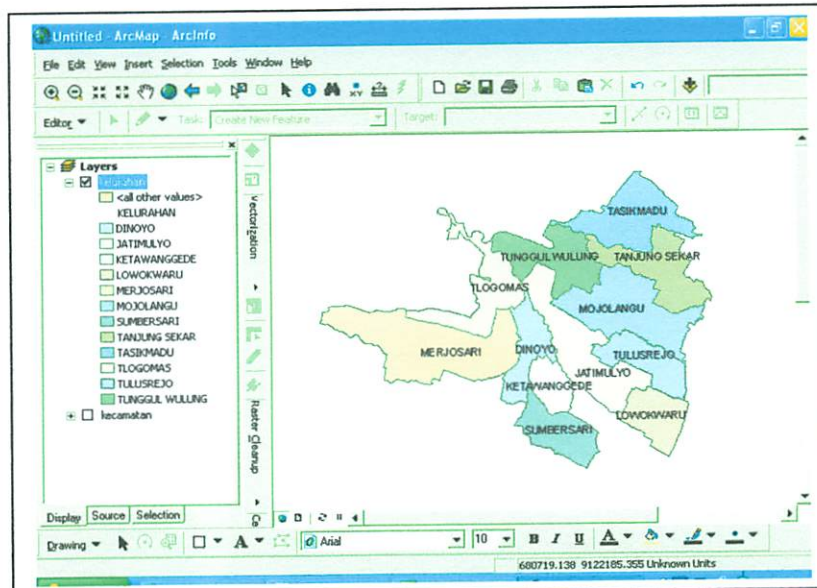 Untitled - ArcMap - ArcInfo
File Edit View Insert Selection Tools Window Help
Editor Task: Create New Feature Target:
Layers
kelurahan
<all other values>
KELURAHAN
DINOYO
JATIMULYO
KETAWANGGEDE
LOWOKWARU
MERJOSARI
MOJOLANGU
SUMBERSARI
TANJUNG SEKAR
TASIKMADU
TLOGOMAS
TULUSREJO
TUNGGUL WULUNG
kecamatan
Vectorization
Raster Cleanup
Ce
TASIKMADU
TUNGGUL WULUNG
TANJUNG SEKAR
TLOGOMAS
MOJOLANGU
MERJOSARI
DINOYO
TULUSREJO
JATIMULYO
KETAWANGGEDE
LOWOKWARU
SUMBERSARI
Display Source Selection
Drawing A Arial 10 B I U A
680719.138 9122185.355 Unknown Units